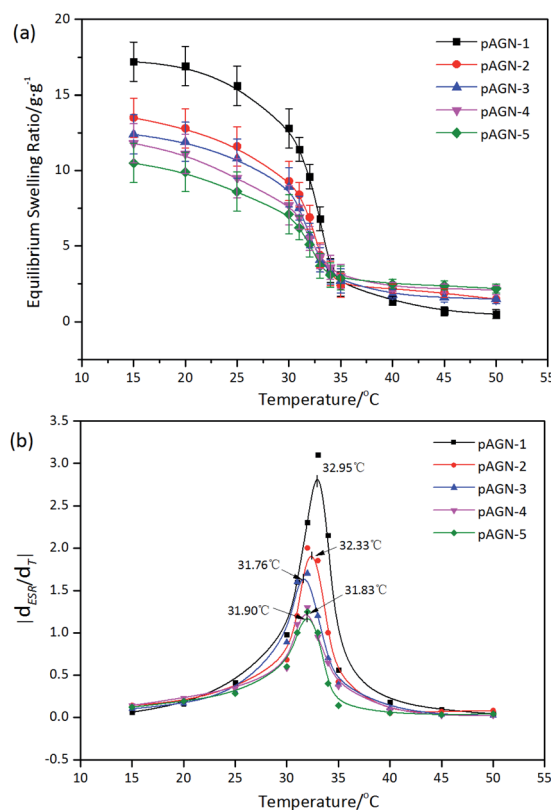 (a)
20
15
10
5
0
Equilibrium Swelling Ratio/g·g⁻¹
pAGN-1
pAGN-2
pAGN-3
pAGN-4
pAGN-5
10 15 20 25 30 35 40 45 50 55
Temperature/°C
(b)
3.5
3.0
2.5
2.0
1.5
1.0
0.5
0.0
-0.5
|d_ESR/d_T|
pAGN-1
pAGN-2
pAGN-3
pAGN-4
pAGN-5
32.95℃
32.33℃
31.76℃
31.83℃
31.90℃
10 15 20 25 30 35 40 45 50 55
Temperature/°C